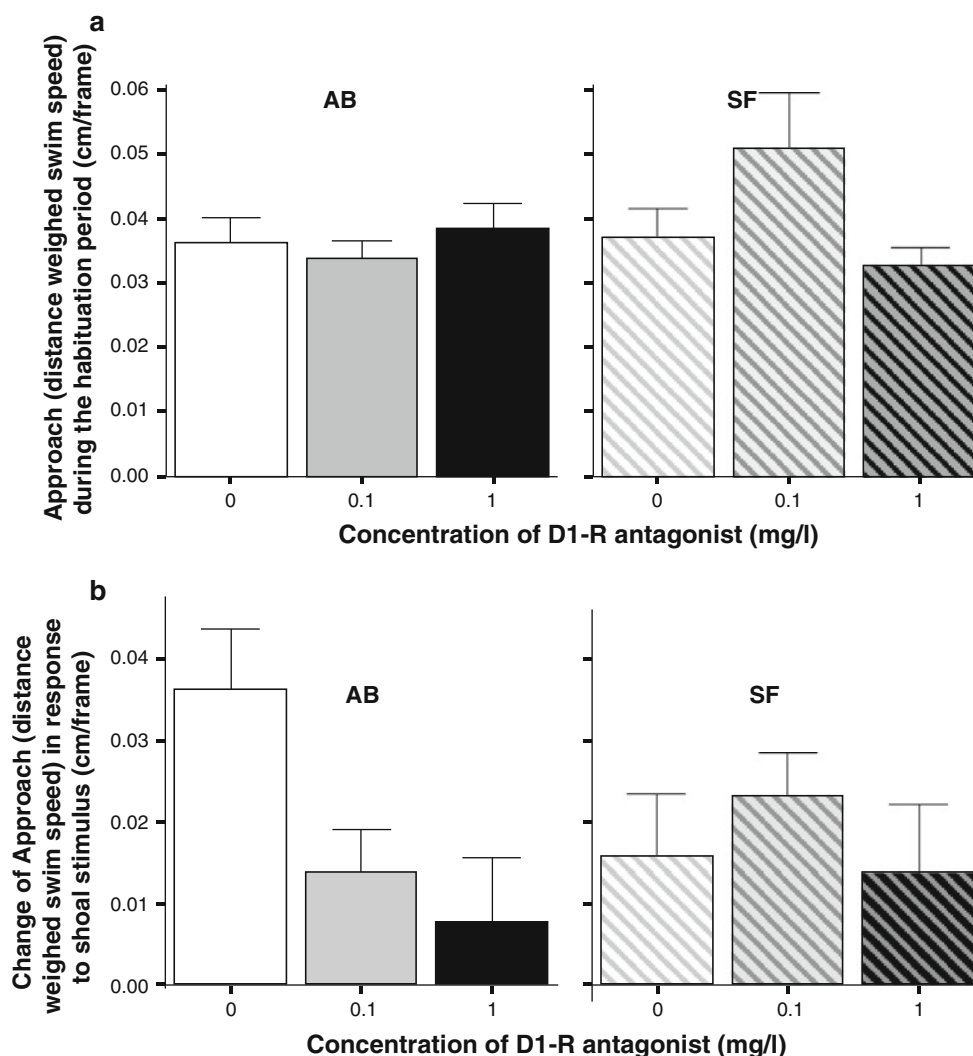 a
Approach (distance weighed swim speed)
during the habituation period (cm/frame)
0.06
0.05
0.04
0.03
0.02
0.01
0.00
AB
SF
0
0.1
1
0
0.1
1
Concentration of D1-R antagonist (mg/l)
b
Change of Approach (distance
weighed swim speed) in response
to shoal stimulus (cm/frame)
0.04
0.03
0.02
0.01
0.00
AB
SF
0
0.1
1
0
0.1
1
Concentration of D1-R antagonist (mg/l)